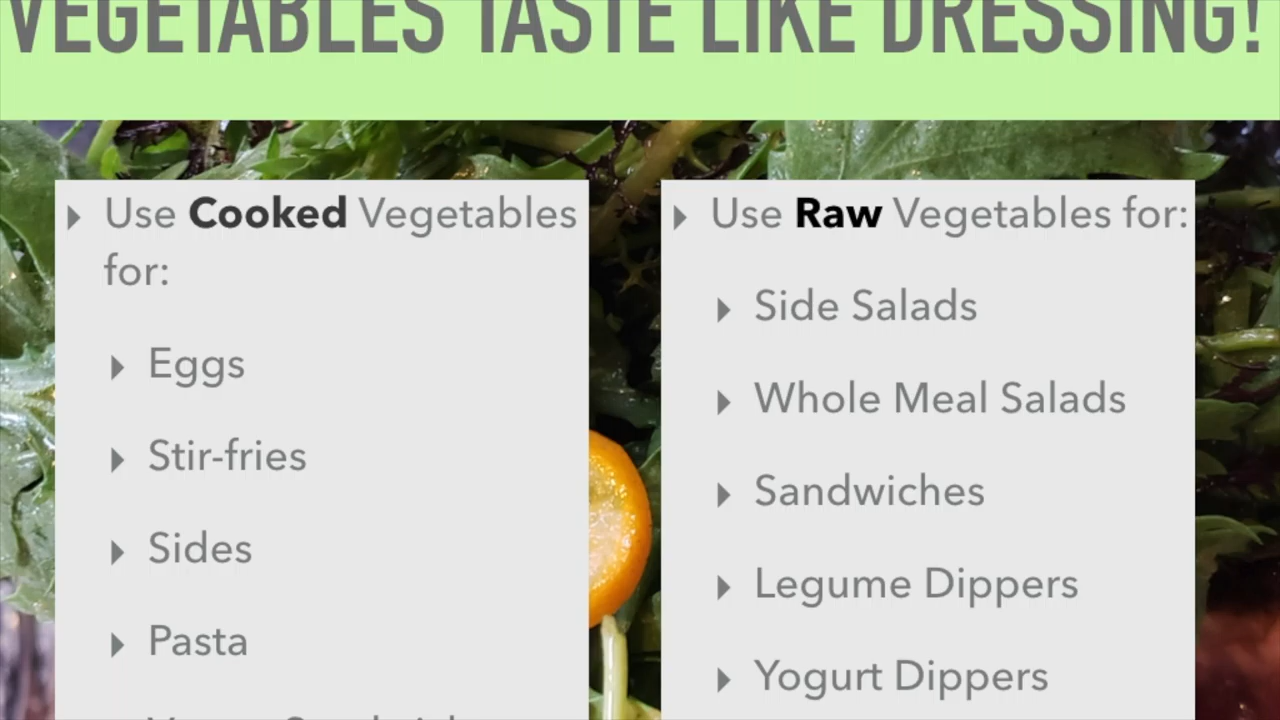 VEGETABLES TASTE LIKE DRESSING!
Use Cooked Vegetables
for:
Eggs
Stir-fries
Sides
Pasta
Use Raw Vegetables for:
Side Salads
Whole Meal Salads
Sandwiches
Legume Dippers
Yogurt Dippers